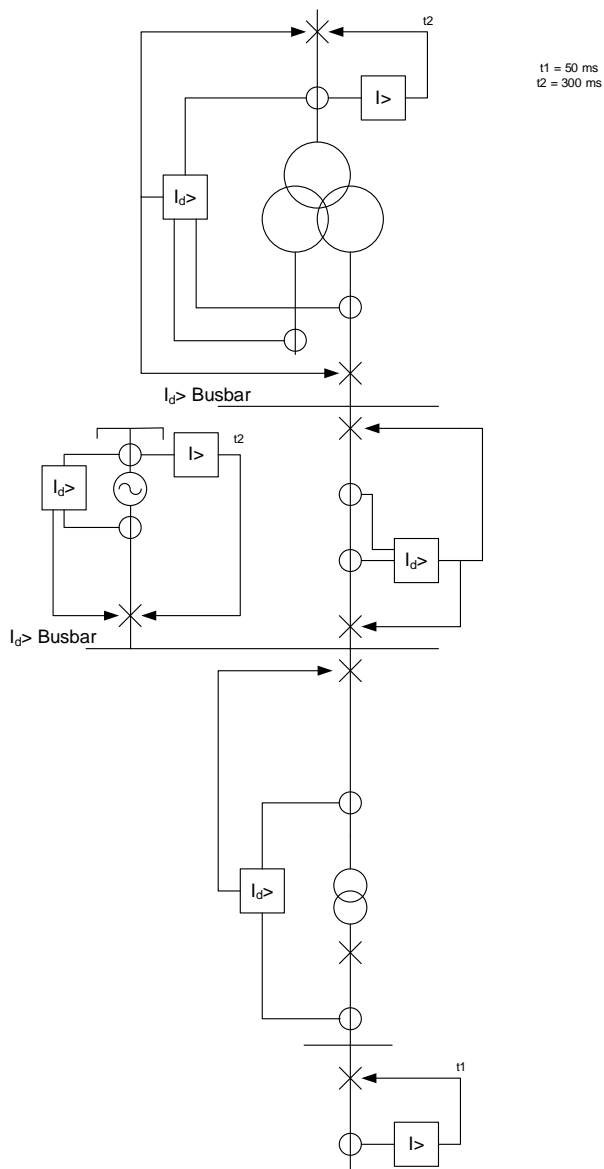 t2
t1 = 50 ms
t2 = 300 ms
I>
Id>
Id> Busbar
I>
t2
Id>
Id>
Id> Busbar
Id>
t1
I>